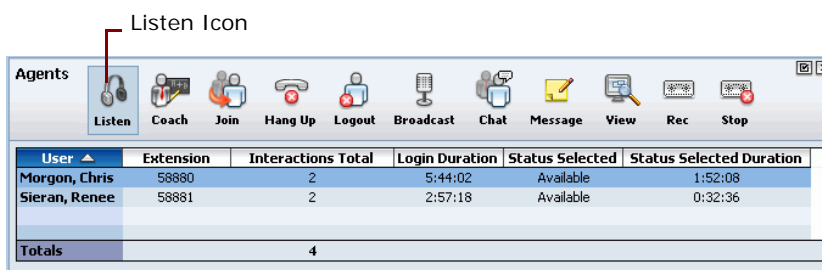 Listen Icon
Agents
Listen Coach Join Hang Up Logout Broadcast Chat Message View Rec Stop
User Extension Interactions Total Login Duration Status Selected Status Selected Duration
Morgon, Chris 58880 2 5:44:02 Available 1:52:08
Sieran, Renee 58881 2 2:57:18 Available 0:32:36
Totals 4